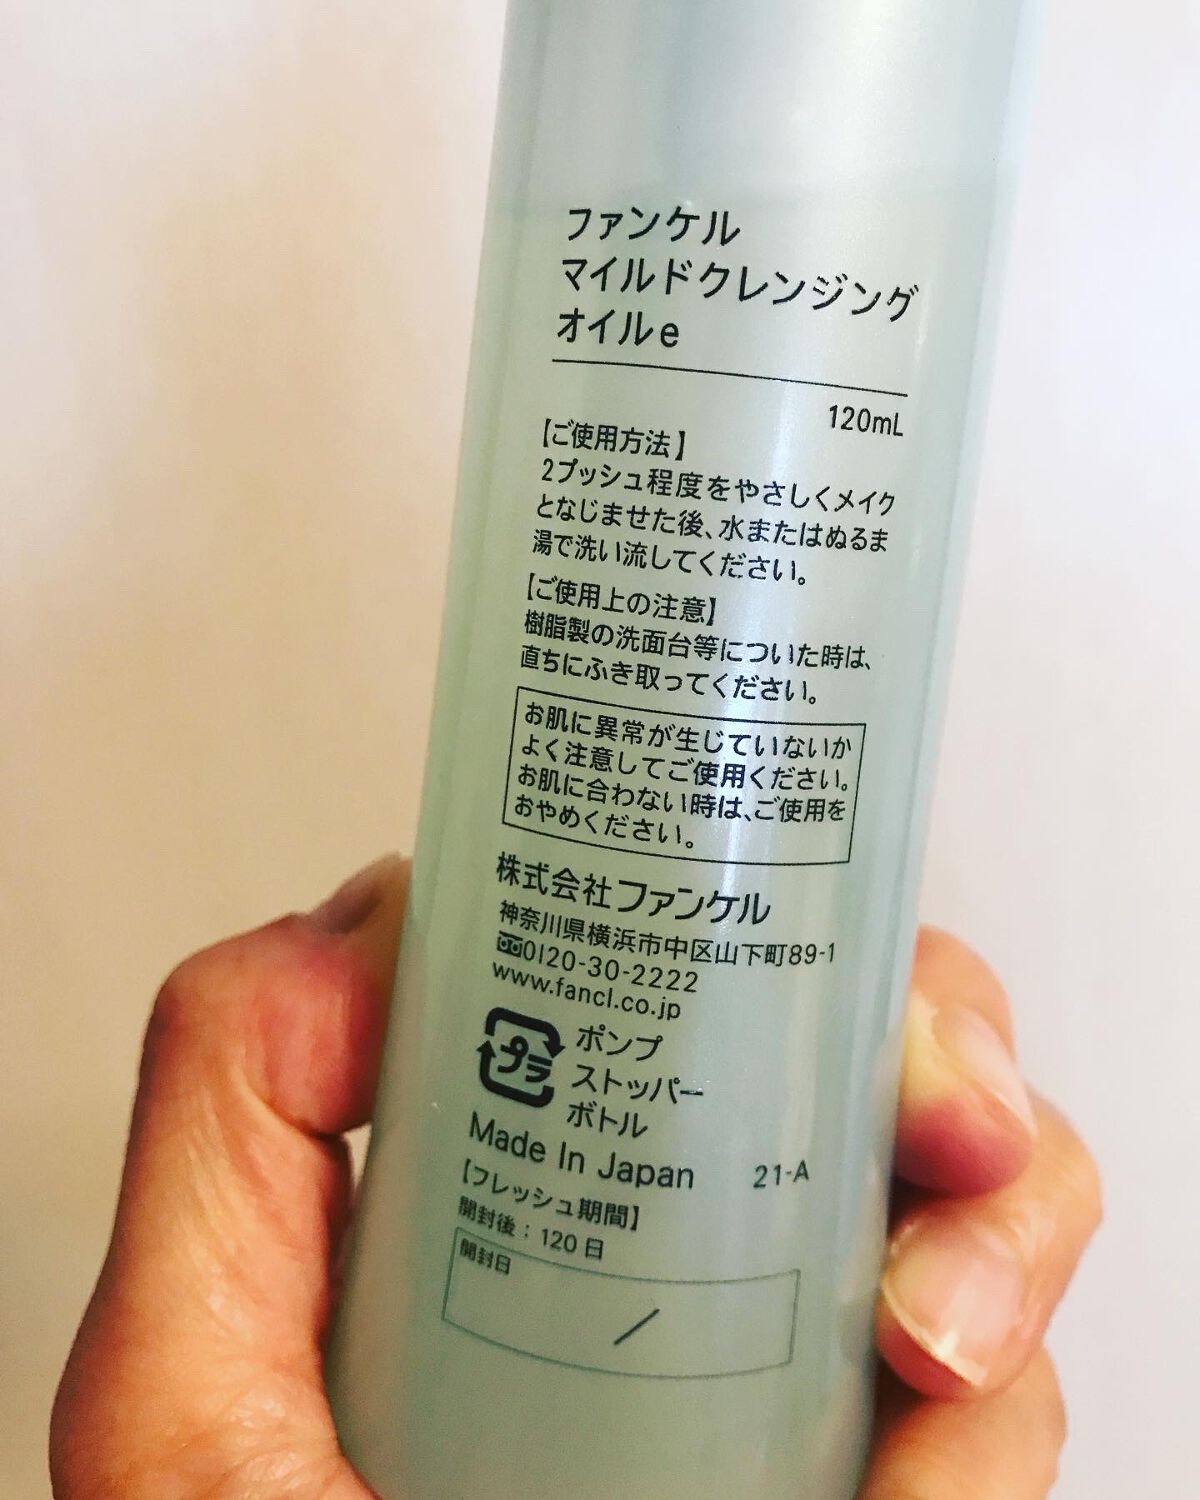 ファンケル
マイルドクレンジング
オイルe
120mL
【ご使用方法】
2プッシュ程度をやさしくメイク
となじませた後、水またはぬるま
湯で洗い流してください。
【ご使用上の注意】
樹脂製の洗面台等についた時は、
直ちにふき取ってください。
お肌に異常が生じていないか
よく注意してご使用ください。
お肌に合わない時は、ご使用を
おやめください。
株式会社ファンケル
神奈川県横浜市中区山下町89-1
0120-30-2222
www.fancl.co.jp
プラ
ポンプ
ストッパー
ボトル
Made In Japan 21-A
【フレッシュ期間】
開封後：120日
開封日
/